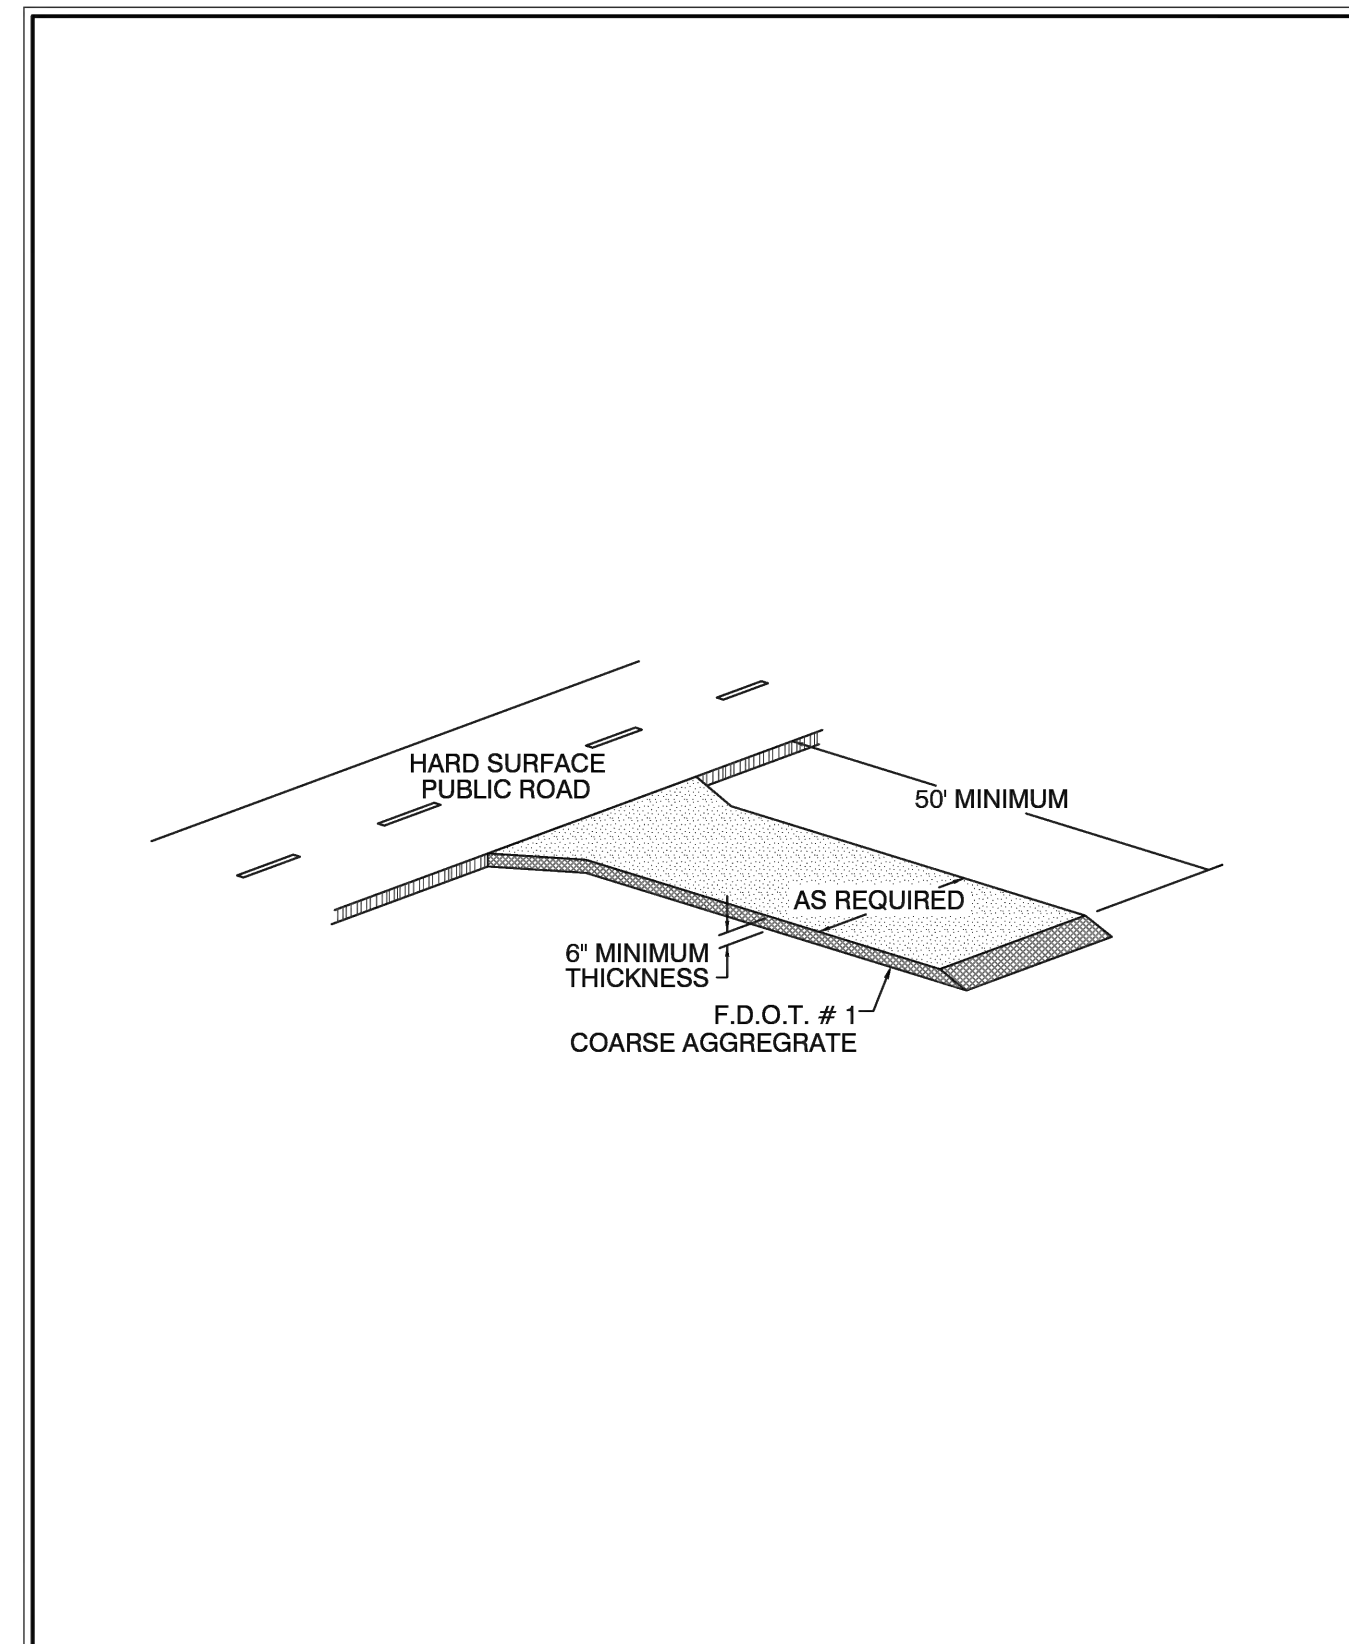 HARD SURFACE
PUBLIC ROAD
50' MINIMUM
AS REQUIRED
6" MINIMUM
THICKNESS
F.D.O.T. # 1
COARSE AGGREGRATE